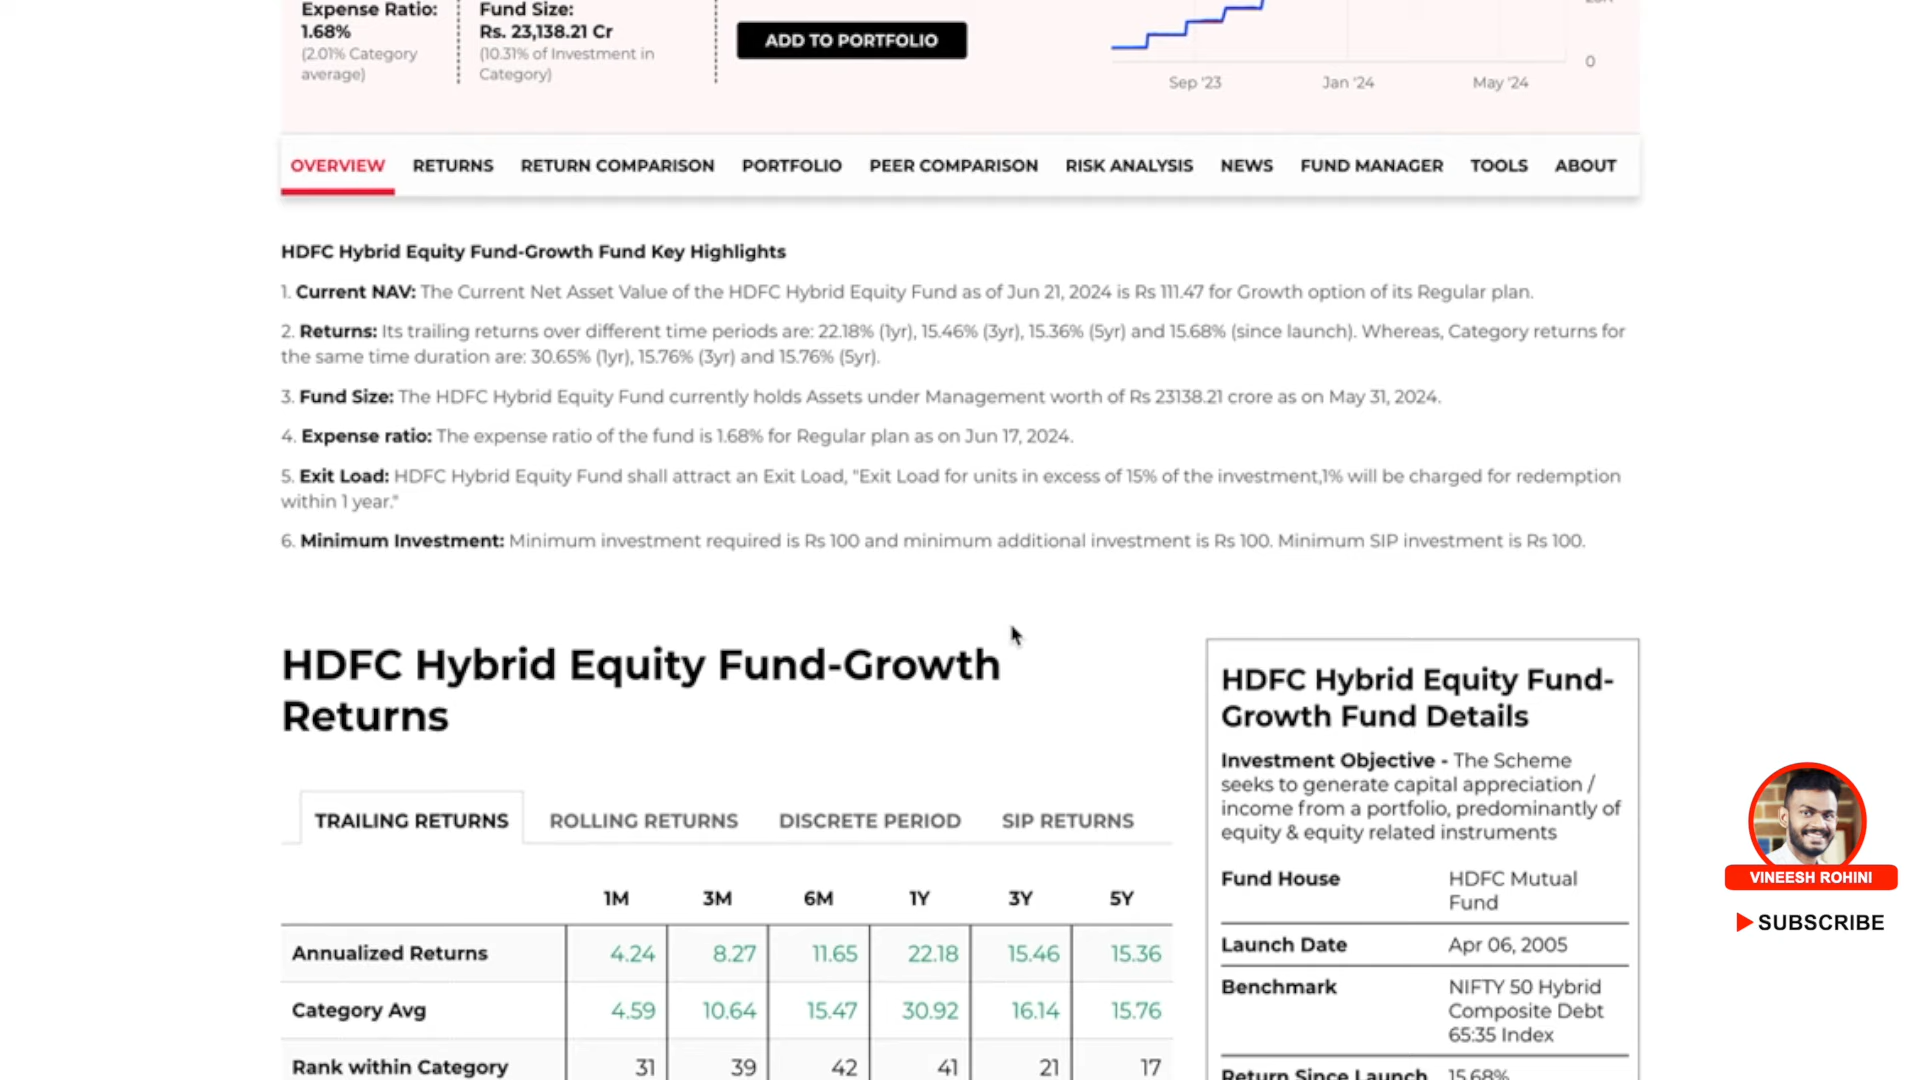 Expense Ratio:
1.68%
(2.01% Category
average)
Fund Size:
Rs. 23,138.21 Cr
(10.31% of Investment in
Category)
ADD TO PORTFOLIO
0
Sep '23
Jan '24
May '24
OVERVIEW RETURNS RETURN COMPARISON PORTFOLIO PEER COMPARISON RISK ANALYSIS NEWS FUND MANAGER TOOLS ABOUT
HDFC Hybrid Equity Fund-Growth Fund Key Highlights
1. Current NAV: The Current Net Asset Value of the HDFC Hybrid Equity Fund as of Jun 21, 2024 is Rs 111.47 for Growth option of its Regular plan.
2. Returns: Its trailing returns over different time periods are: 22.18% (1yr), 15.46% (3yr), 15.36% (5yr) and 15.68% (since launch). Whereas, Category returns for
the same time duration are: 30.65% (1yr), 15.76% (3yr) and 15.76% (5yr).
3. Fund Size: The HDFC Hybrid Equity Fund currently holds Assets under Management worth of Rs 23138.21 crore as on May 31, 2024.
4. Expense ratio: The expense ratio of the fund is 1.68% for Regular plan as on Jun 17, 2024.
5. Exit Load: HDFC Hybrid Equity Fund shall attract an Exit Load, "Exit Load for units in excess of 15% of the investment,1% will be charged for redemption
within 1 year."
6. Minimum Investment: Minimum investment required is Rs 100 and minimum additional investment is Rs 100. Minimum SIP investment is Rs 100.
HDFC Hybrid Equity Fund-Growth
Returns
TRAILING RETURNS ROLLING RETURNS DISCRETE PERIOD SIP RETURNS
1M 3M 6M 1Y 3Y 5Y
Annualized Returns 4.24 8.27 11.65 22.18 15.46 15.36
Category Avg 4.59 10.64 15.47 30.92 16.14 15.76
Rank within Category 31 39 42 41 21 17
HDFC Hybrid Equity Fund-
Growth Fund Details
Investment Objective - The Scheme
seeks to generate capital appreciation /
income from a portfolio, predominantly of
equity & equity related instruments
Fund House HDFC Mutual
Fund
Launch Date Apr 06, 2005
Benchmark NIFTY 50 Hybrid
Composite Debt
65:35 Index
Return Since Launch 15.68%
VINEESH ROHINI
SUBSCRIBE